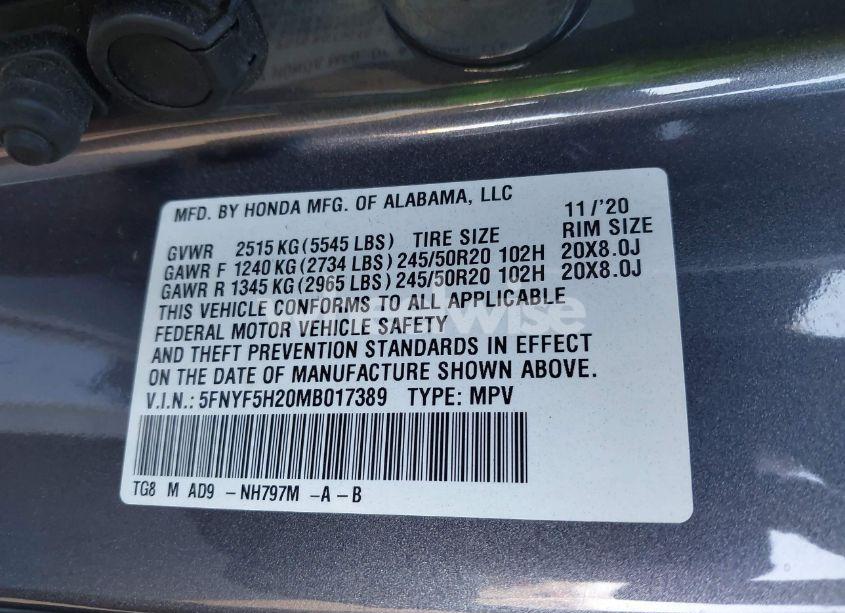 MFD. BY HONDA MFG. OF ALABAMA, LLC 11/'20
GVWR 2515 KG (5545 LBS) TIRE SIZE RIM SIZE
GAWR F 1240 KG (2734 LBS) 245/50R20 102H 20X8.0J
GAWR R 1345 KG (2965 LBS) 245/50R20 102H 20X8.0J
THIS VEHICLE CONFORMS TO ALL APPLICABLE
FEDERAL MOTOR VEHICLE SAFETY
AND THEFT PREVENTION STANDARDS IN EFFECT
ON THE DATE OF MANUFACTURE SHOWN ABOVE.
V.I.N.: 5FNYF5H20MB017389 TYPE: MPV
TG8 M AD9 -NH797M -A-B